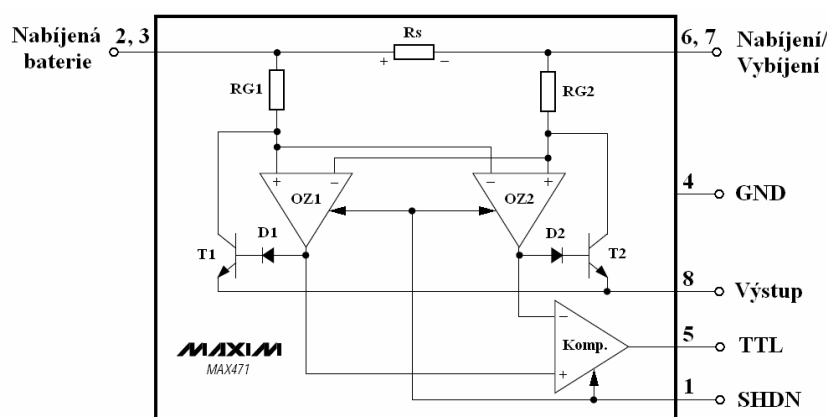 Nabíjená
baterie
2, 3
Rs
+ −
6, 7
Nabíjení/
Vybíjení
RG1
RG2
+ −
OZ1
− +
OZ2
4
GND
T1
D1
D2
T2
8
Výstup
−
Komp.
+
5
TTL
MAXIM
MAX471
1
SHDN